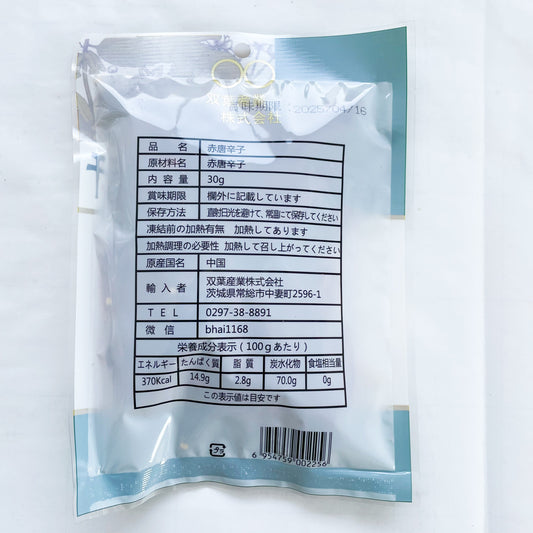 双葉産業
株式会社
賞味期限：2025/04/16
品 名 赤唐辛子
原材料名 赤唐辛子
内 容 量 30g
賞味期限 欄外に記載しています
保存方法 直射日光を避けて、常温にて保存してください
凍結前の加熱有無 加熱してあります
加熱調理の必要性 加熱して召し上がってください
原産国名 中国
輸 入 者 双葉産業株式会社
茨城県常総市中妻町2596-1
T E L 0297-38-8891
微 信 bhai1168
栄養成分表示（100ｇあたり）
エネルギー たんぱく質 脂 質 炭水化物 食塩相当量
370Kcal 14.9g 2.8g 70.0g 0g
この表示値は目安です
プラ
6 954759 002256